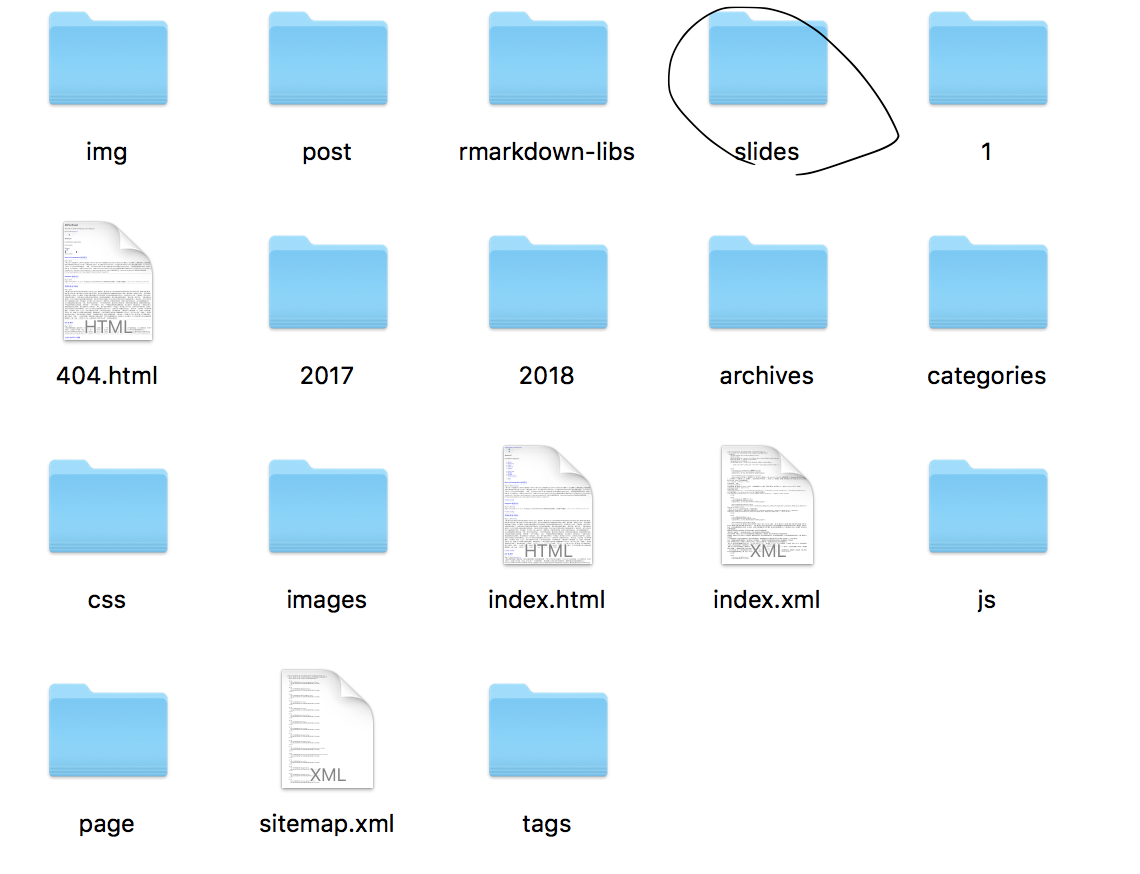 img post rmarkdown-libs slides 1
HTML
404.html 2017 2018 archives categories
HTML XML
css images index.html index.xml js
XML
page sitemap.xml tags